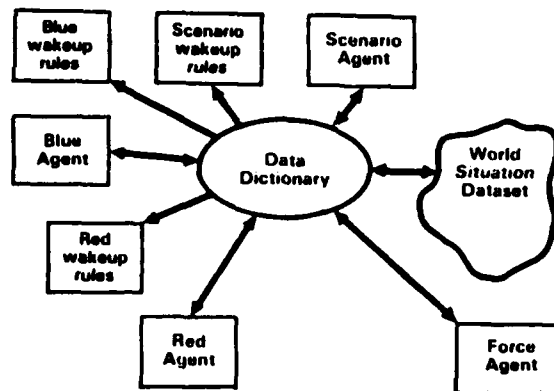 Blue
wakeup
rules
Scenario
wakeup
rules
Scenario
Agent
Blue
Agent
Data
Dictionary
World
Situation
Dataset
Red
wakeup
rules
Red
Agent
Force
Agent